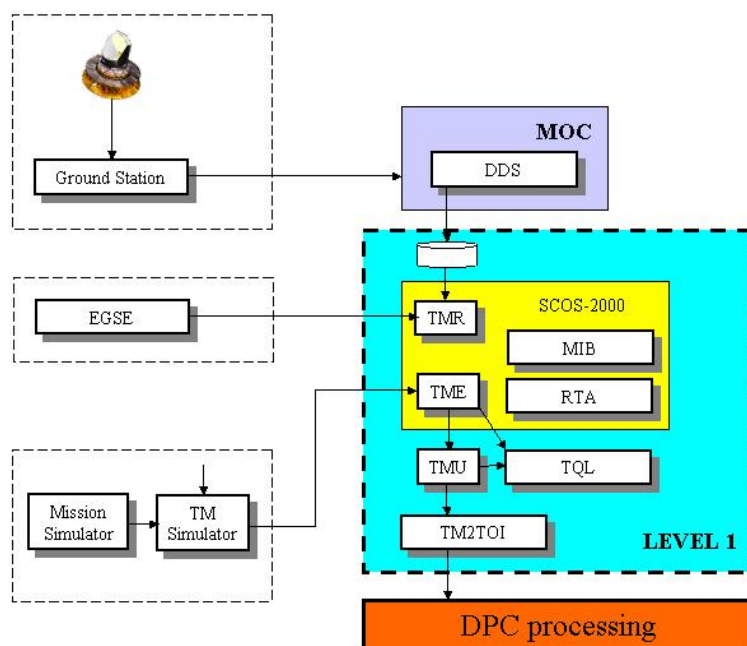 MOC
DDS
Ground Station
SCOS-2000
EGSE
TMR
MIB
TME
RTA
TMU
TQL
Mission
Simulator
TM
Simulator
TM2TOI
LEVEL 1
DPC processing